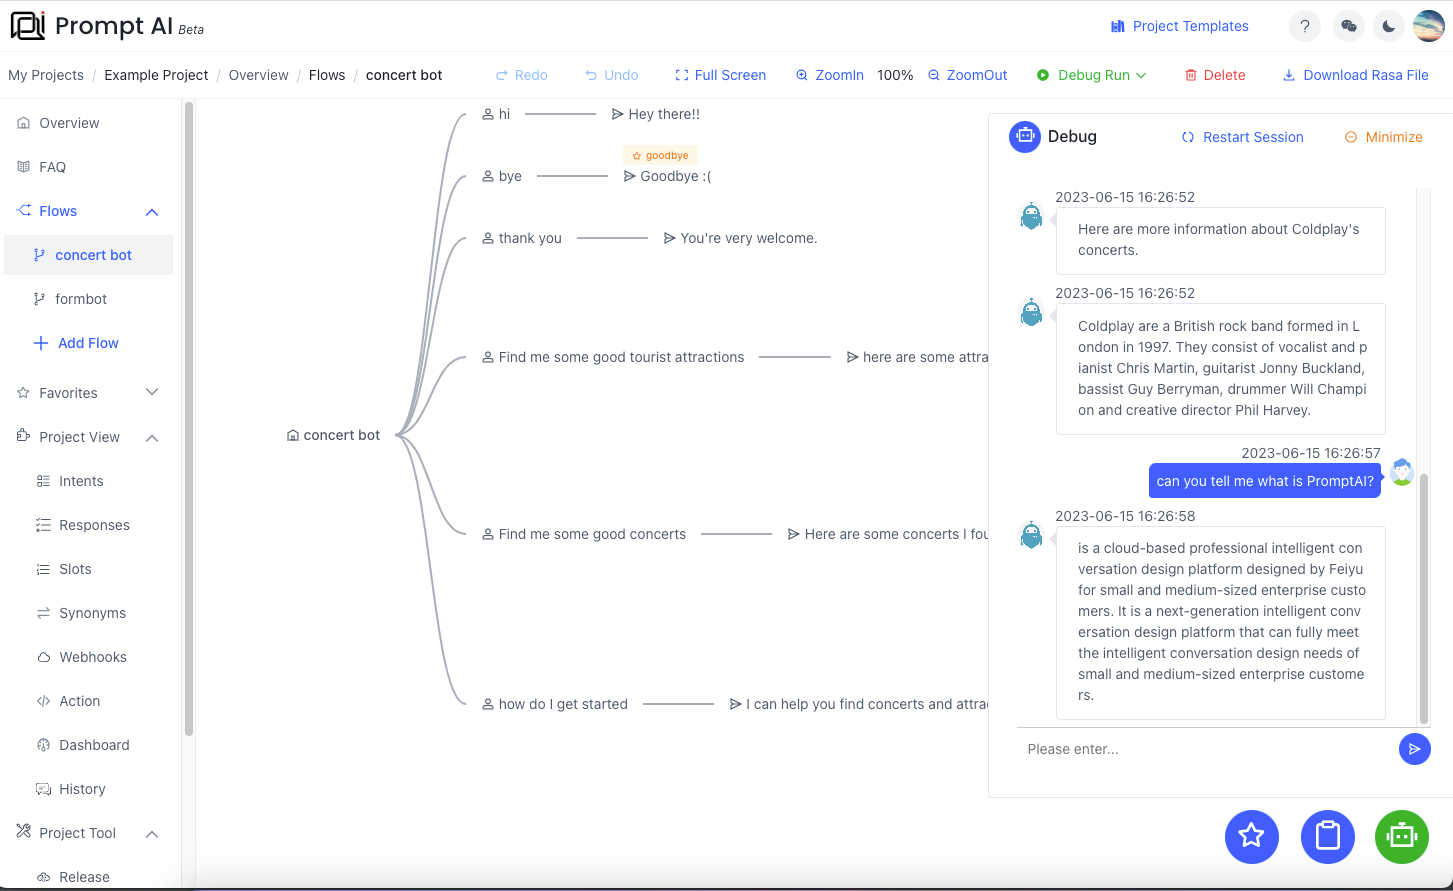 Prompt AI Beta
Project Templates
?
My Projects / Example Project / Overview / Flows / concert bot
Redo
Undo
Full Screen
ZoomIn
100%
ZoomOut
Debug Run
Delete
Download Rasa File
Overview
FAQ
Flows
concert bot
formbot
Add Flow
Favorites
Project View
Intents
Responses
Slots
Synonyms
Webhooks
Action
Dashboard
History
Project Tool
Release
concert bot
hi
Hey there!!
goodbye
bye
Goodbye :(
thank you
You're very welcome.
Find me some good tourist attractions
here are some attra
Find me some good concerts
Here are some concerts I fou
how do I get started
I can help you find concerts and attra
Debug
Restart Session
Minimize
2023-06-15 16:26:52
Here are more information about Coldplay's
concerts.
2023-06-15 16:26:52
Coldplay are a British rock band formed in L
ondon in 1997. They consist of vocalist and p
ianist Chris Martin, guitarist Jonny Buckland,
bassist Guy Berryman, drummer Will Champi
on and creative director Phil Harvey.
2023-06-15 16:26:57
can you tell me what is PromptAI?
2023-06-15 16:26:58
is a cloud-based professional intelligent con
versation design platform designed by Feiyu
for small and medium-sized enterprise custo
mers. It is a next-generation intelligent conv
ersation design platform that can fully meet
the intelligent conversation design needs of
small and medium-sized enterprise custome
rs.
Please enter...